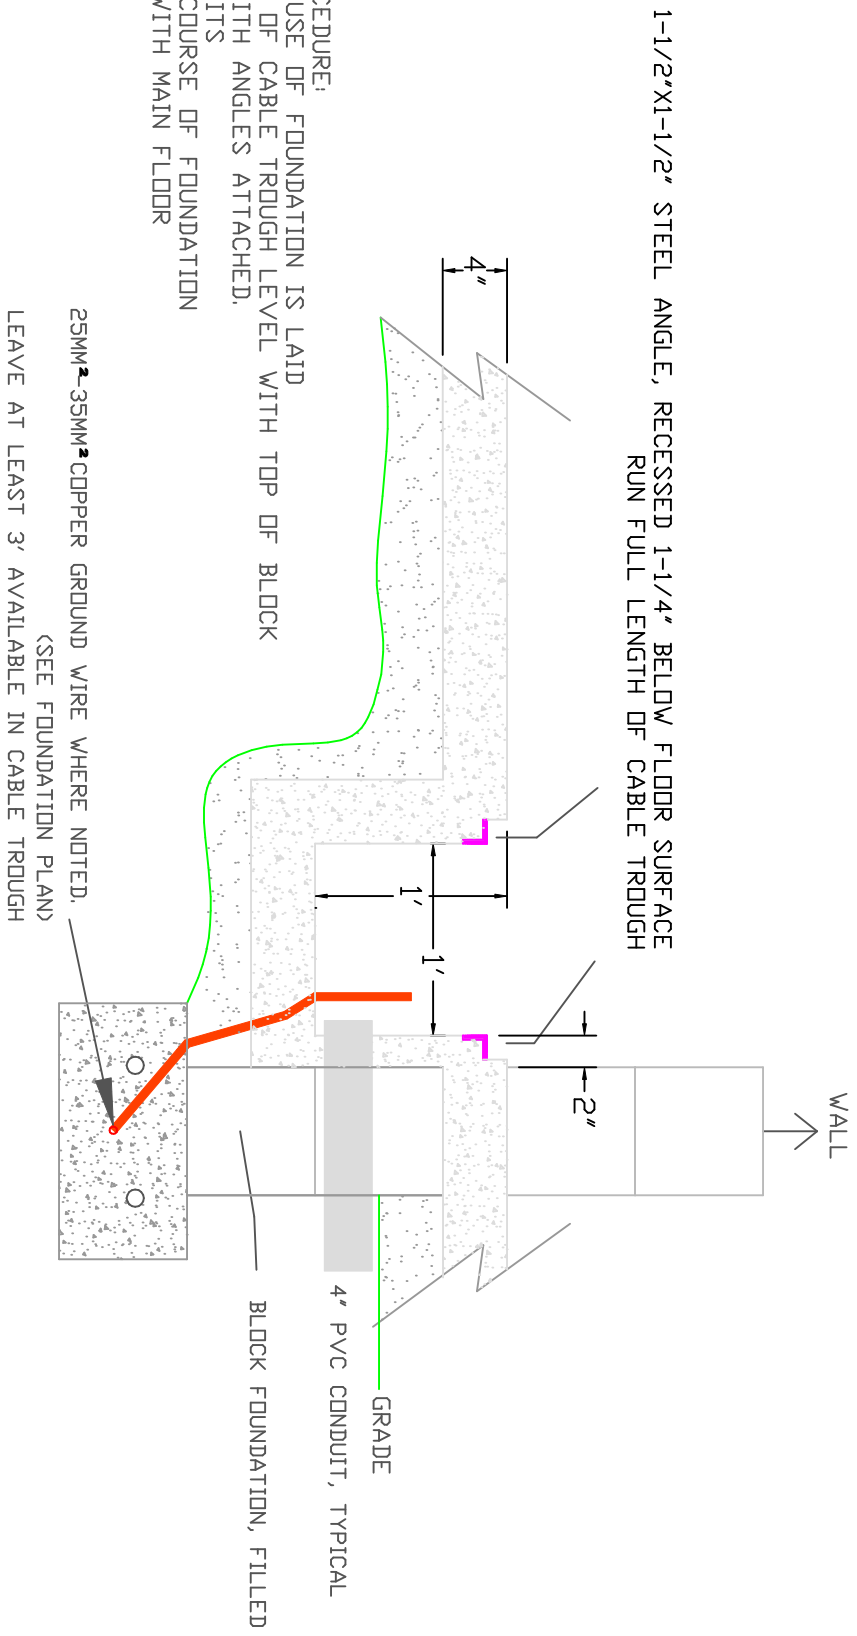 1-1/2"X1-1/2" STEEL ANGLE, RECESSED 1-1/4" BELOW FLOOR SURFACE
RUN FULL LENGTH OF CABLE TROUGH
WALL
4"
1'
1'
2"
CEDURE:
USE OF FOUNDATION IS LAID
OF CABLE TROUGH LEVEL WITH TOP OF BLOCK
ITH ANGLES ATTACHED.
ITS
COURSE OF FOUNDATION
WITH MAIN FLOOR
GRADE
4" PVC CONDUIT, TYPICAL
BLOCK FOUNDATION, FILLED
25MM²-35MM² COPPER GROUND WIRE WHERE NOTED.
(SEE FOUNDATION PLAN)
LEAVE AT LEAST 3' AVAILABLE IN CABLE TROUGH